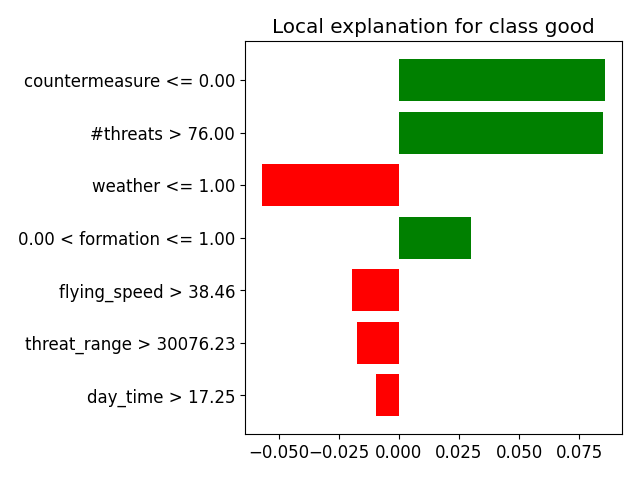 Local explanation for class good
countermeasure <= 0.00
#threats > 76.00
weather <= 1.00
0.00 < formation <= 1.00
flying_speed > 38.46
threat_range > 30076.23
day_time > 17.25
−0.050 −0.025 0.000 0.025 0.050 0.075